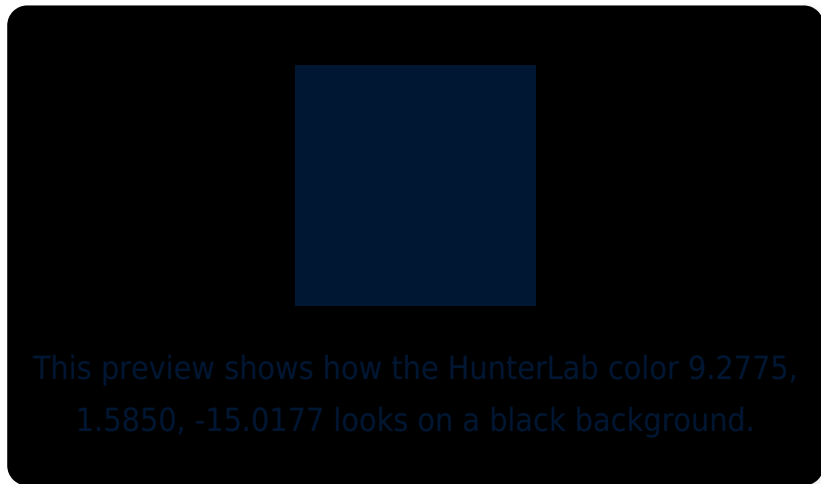 This preview shows how the HunterLab color 9.2775,
1.5850, -15.0177 looks on a black background.